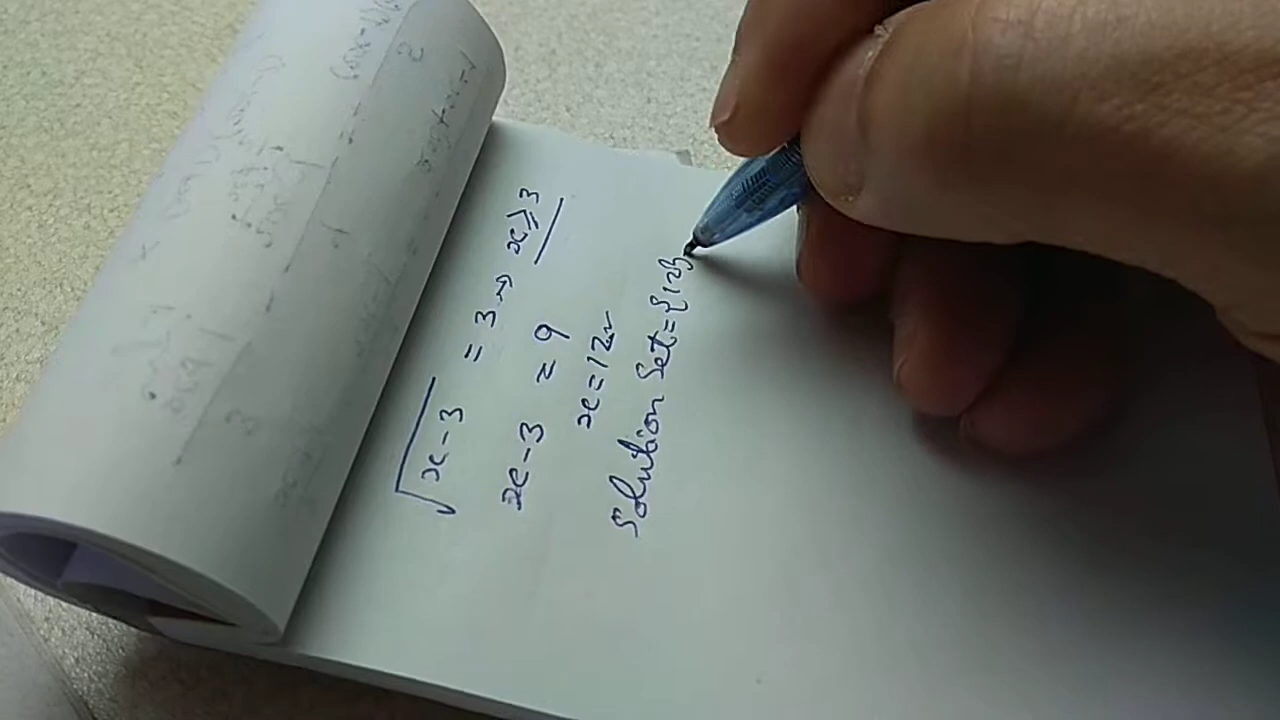 √x-3 = 3 → x≥3
x-3 = 9
x=12
Solution Set={12}